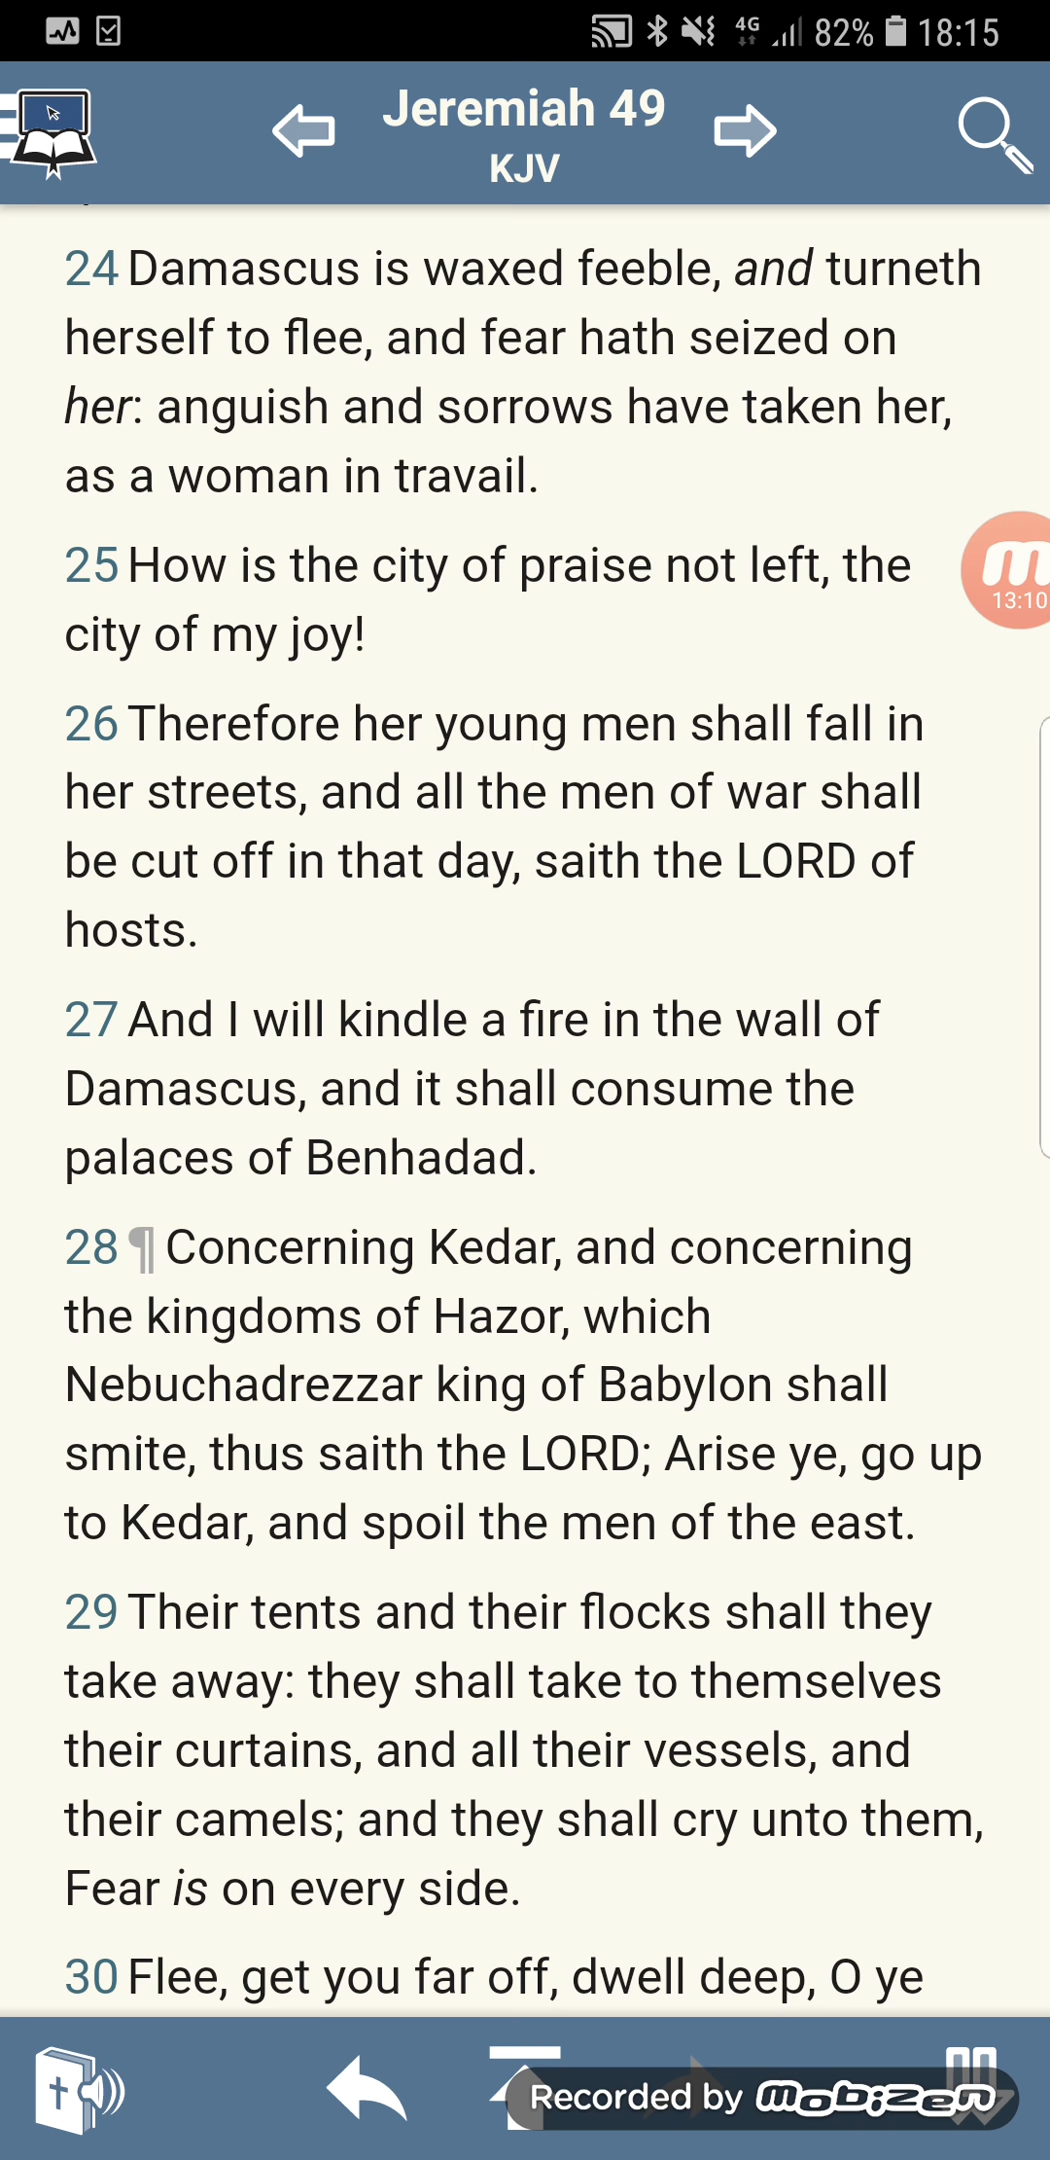 4G 82% 18:15
Jeremiah 49
KJV
24 Damascus is waxed feeble, and turneth
herself to flee, and fear hath seized on
her: anguish and sorrows have taken her,
as a woman in travail.
25 How is the city of praise not left, the
city of my joy!
m
13:10
26 Therefore her young men shall fall in
her streets, and all the men of war shall
be cut off in that day, saith the LORD of
hosts.
27 And I will kindle a fire in the wall of
Damascus, and it shall consume the
palaces of Benhadad.
28 ¶ Concerning Kedar, and concerning
the kingdoms of Hazor, which
Nebuchadrezzar king of Babylon shall
smite, thus saith the LORD; Arise ye, go up
to Kedar, and spoil the men of the east.
29 Their tents and their flocks shall they
take away: they shall take to themselves
their curtains, and all their vessels, and
their camels; and they shall cry unto them,
Fear is on every side.
30 Flee, get you far off, dwell deep, O ye
Recorded by mobizen